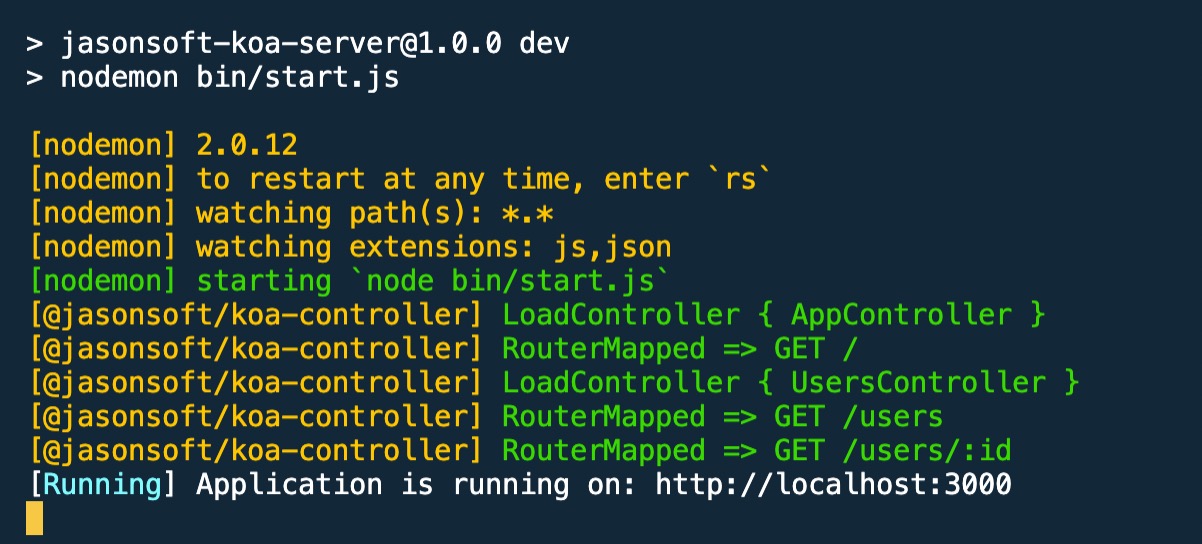 > jasonsoft-koa-server@1.0.0 dev
> nodemon bin/start.js
[nodemon] 2.0.12
[nodemon] to restart at any time, enter `rs`
[nodemon] watching path(s): *.*
[nodemon] watching extensions: js,json
[nodemon] starting `node bin/start.js`
[@jasonsoft/koa-controller] LoadController { AppController }
[@jasonsoft/koa-controller] RouterMapped => GET /
[@jasonsoft/koa-controller] LoadController { UsersController }
[@jasonsoft/koa-controller] RouterMapped => GET /users
[@jasonsoft/koa-controller] RouterMapped => GET /users/:id
[Running] Application is running on: http://localhost:3000